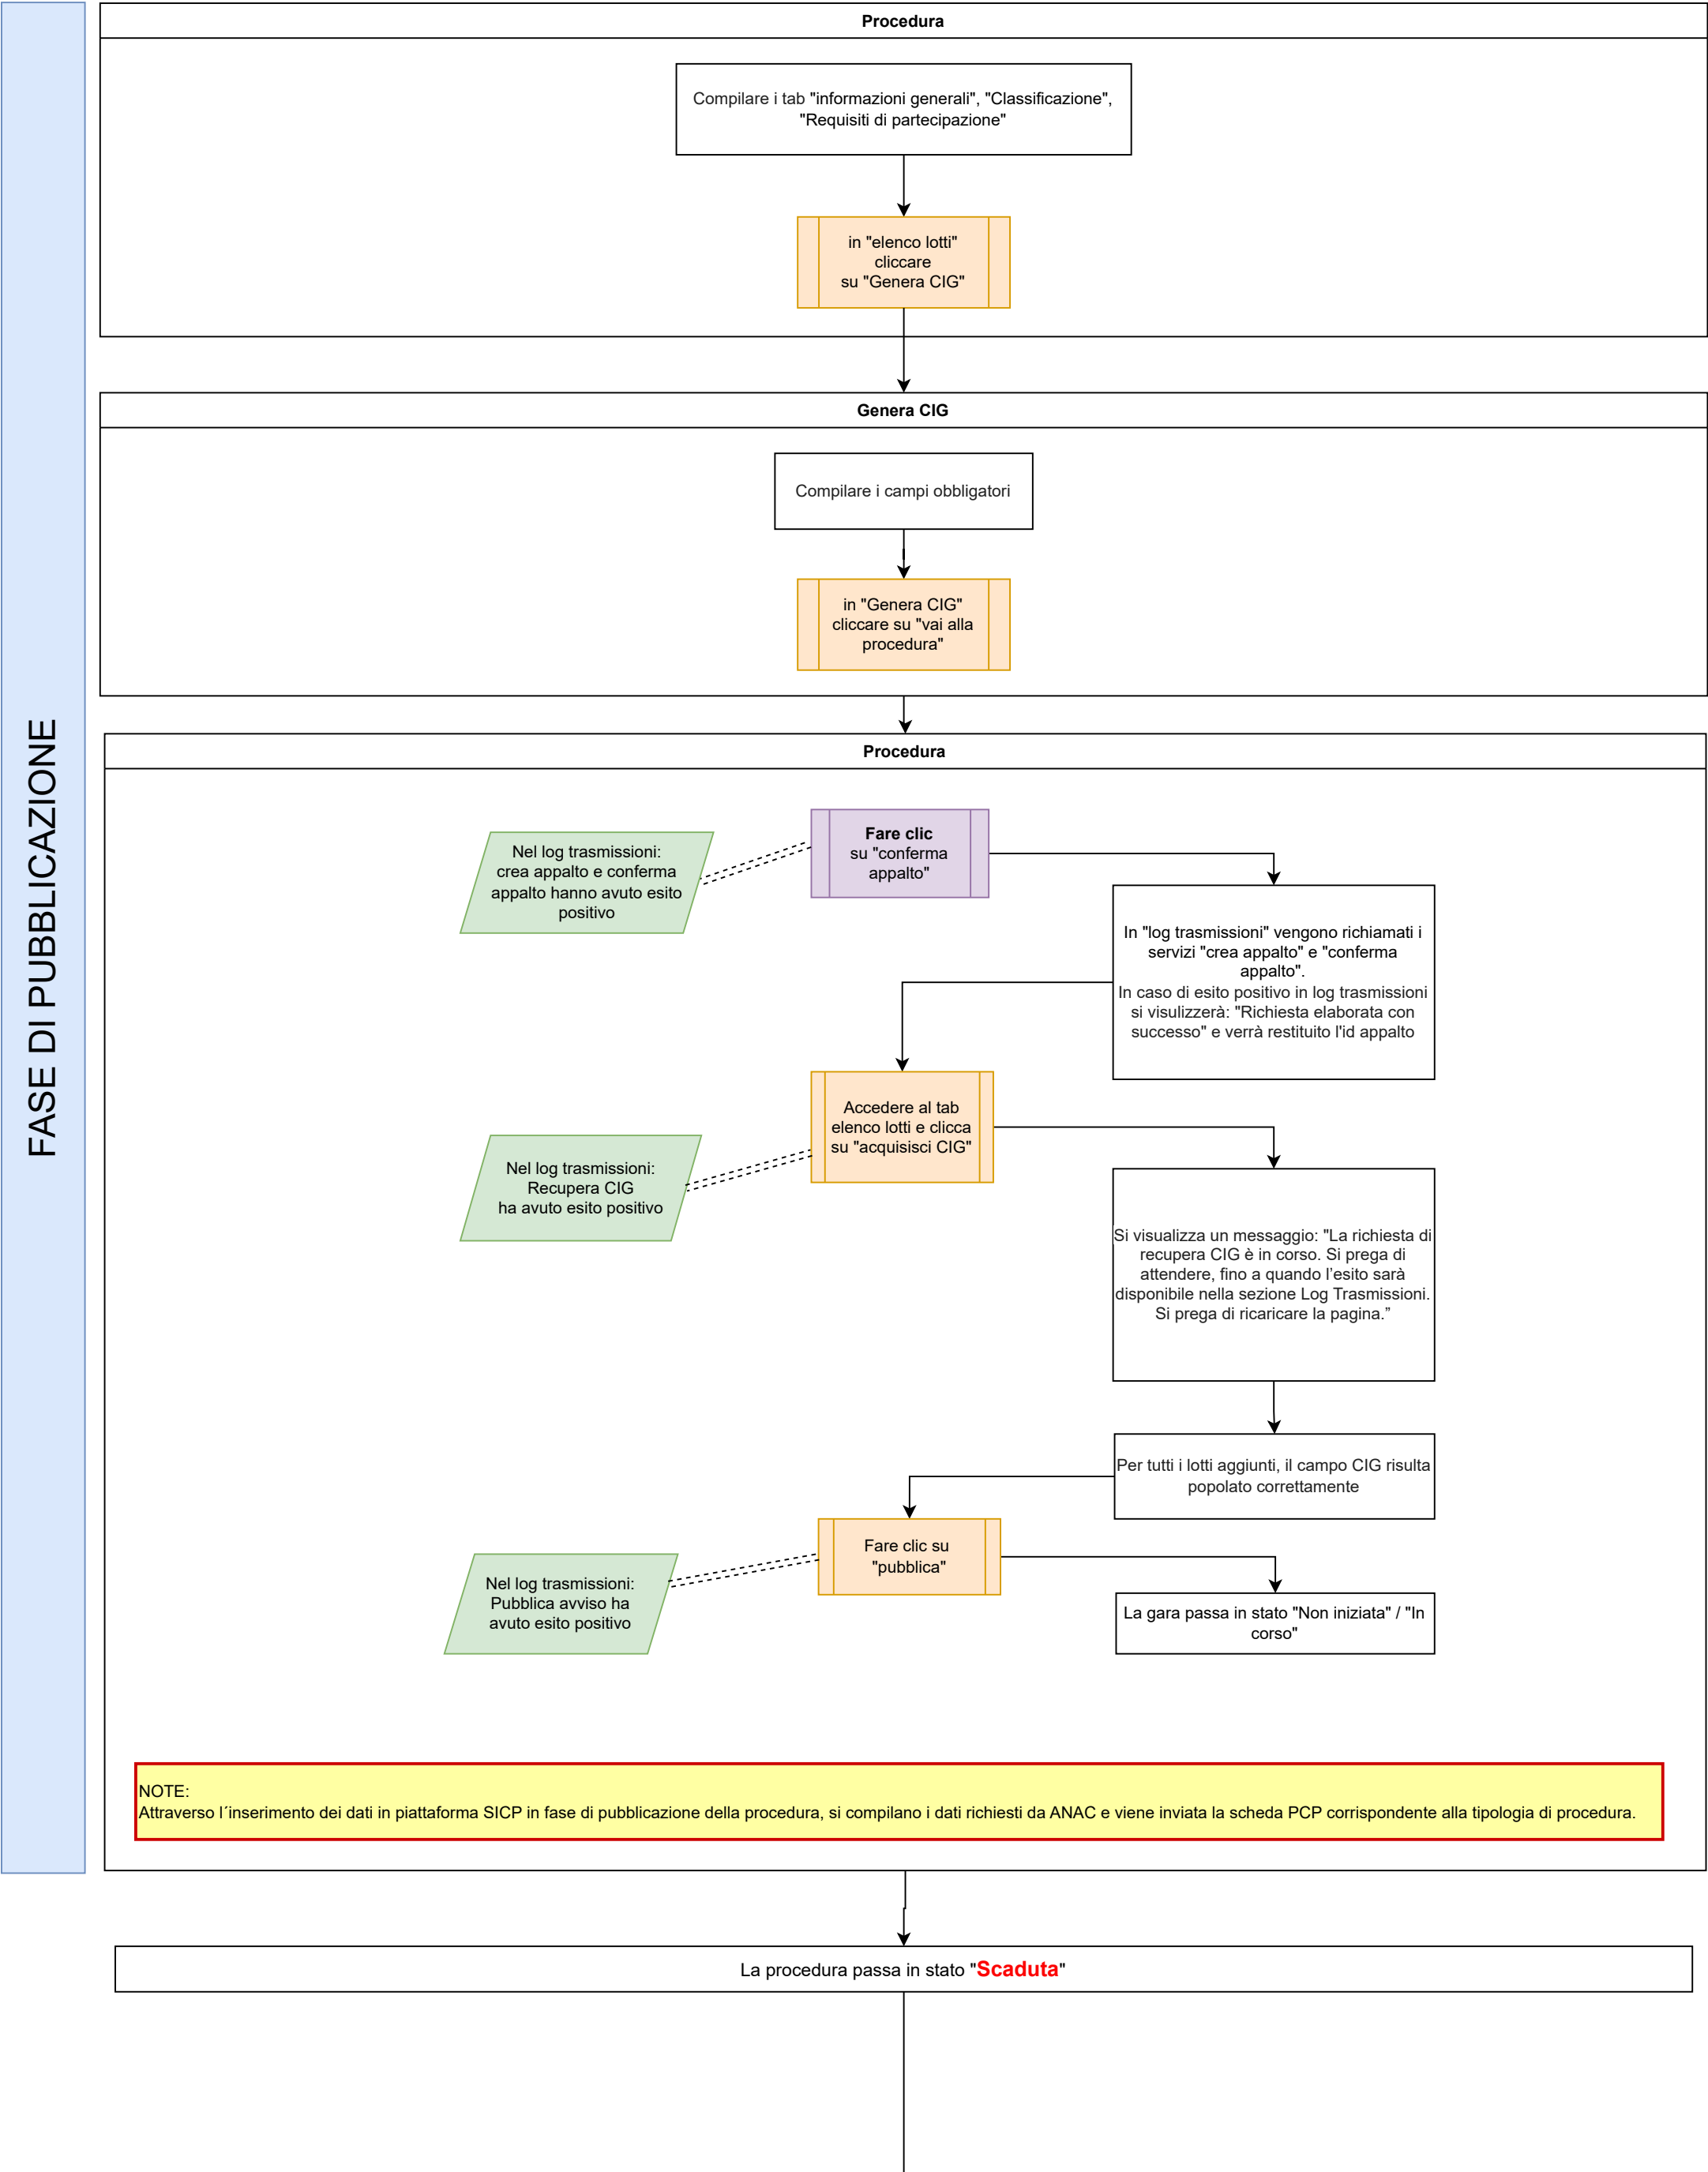 FASE DI PUBBLICAZIONE
Procedura
Compilare i tab "informazioni generali", "Classificazione",
"Requisiti di partecipazione"
in "elenco lotti"
cliccare
su "Genera CIG"
Genera CIG
Compilare i campi obbligatori
in "Genera CIG"
cliccare su "vai alla
procedura"
Procedura
Fare clic
su "conferma
appalto"
Nel log trasmissioni:
crea appalto e conferma
appalto hanno avuto esito
positivo
In "log trasmissioni" vengono richiamati i
servizi "crea appalto" e "conferma
appalto".
In caso di esito positivo in log trasmissioni
si visulizzerà: "Richiesta elaborata con
successo" e verrà restituito l'id appalto
Accedere al tab
elenco lotti e clicca
su "acquisisci CIG"
Nel log trasmissioni:
Recupera CIG
ha avuto esito positivo
Si visualizza un messaggio: "La richiesta di
recupera CIG è in corso. Si prega di
attendere, fino a quando l’esito sarà
disponibile nella sezione Log Trasmissioni.
Si prega di ricaricare la pagina.”
Per tutti i lotti aggiunti, il campo CIG risulta
popolato correttamente
Fare clic su
"pubblica"
Nel log trasmissioni:
Pubblica avviso ha
avuto esito positivo
La gara passa in stato "Non iniziata" / "In
corso"
NOTE:
Attraverso l´inserimento dei dati in piattaforma SICP in fase di pubblicazione della procedura, si compilano i dati richiesti da ANAC e viene inviata la scheda PCP corrispondente alla tipologia di procedura.
La procedura passa in stato "Scaduta"